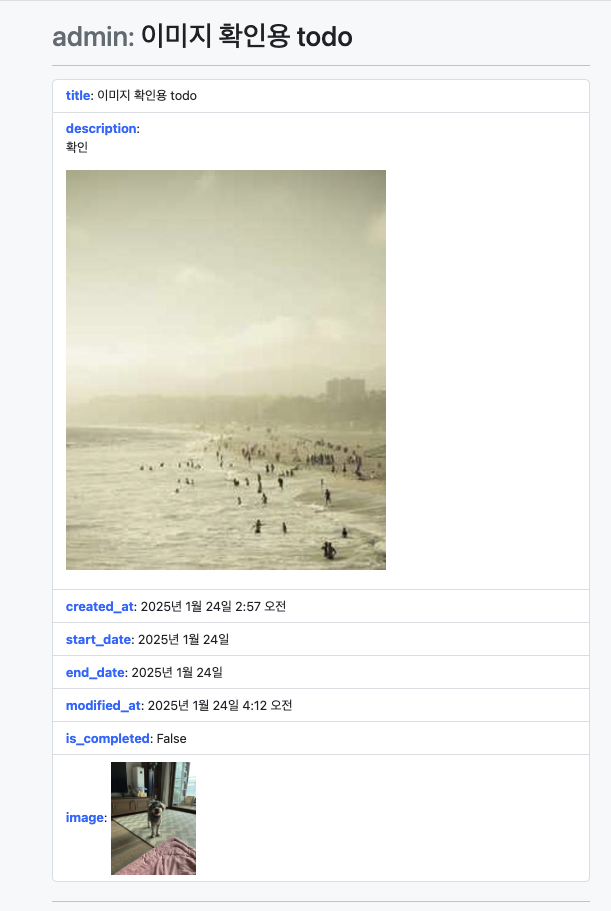 admin: 이미지 확인용 todo
title: 이미지 확인용 todo
description:
확인
created_at: 2025년 1월 24일 2:57 오전
start_date: 2025년 1월 24일
end_date: 2025년 1월 24일
modified_at: 2025년 1월 24일 4:12 오전
is_completed: False
image: